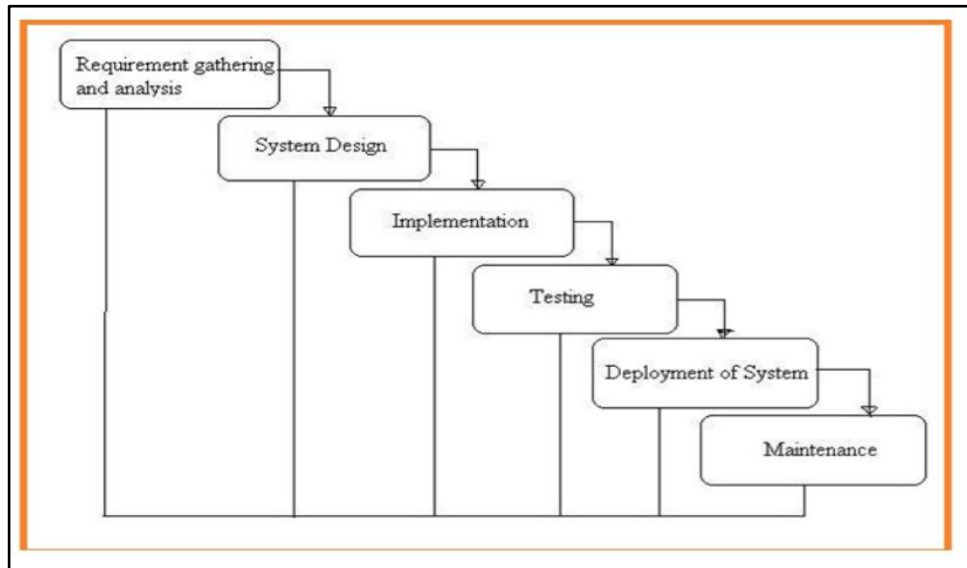 Requirement gathering
and analysis
System Design
Implementation
Testing
Deployment of System
Maintenance